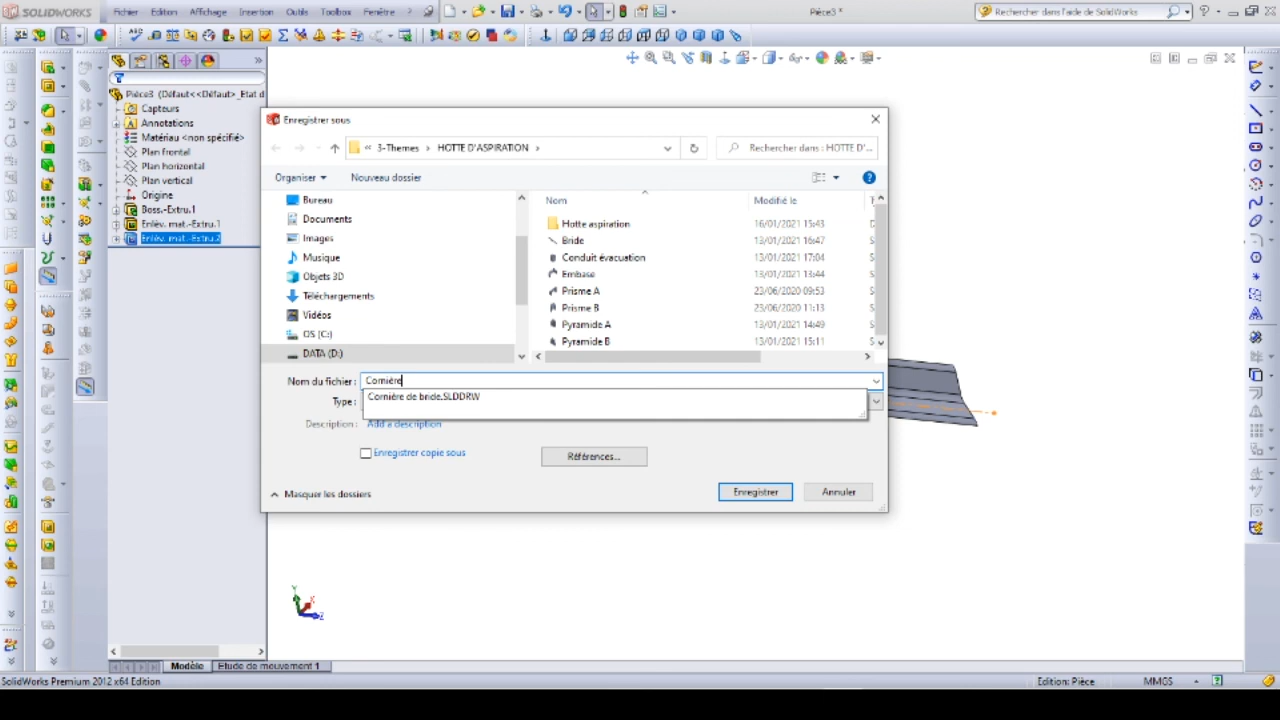 SOLIDWORKS Fichier Edition Affichage Insertion Outils Toolbox Fenêtre ? Pièce3 * Rechercher dans l'aide de SolidWorks
Pièce3 (Défaut<<Défaut>_Etat d
Capteurs
Annotations
Matériau <non spécifié>
Plan frontal
Plan horizontal
Plan vertical
Origine
Boss.-Extru.1
Enlèv. mat.-Extru.1
Enlèv. mat.-Extru.2
Enregistrer sous
« 3-Themes > HOTTE D'ASPIRATION >
Rechercher dans : HOTTE D'...
Organiser
Nouveau dossier
Bureau
Documents
Images
Musique
Objets 3D
Téléchargements
Vidéos
OS (C:)
DATA (D:)
Nom Modifié le T
Hotte aspiration 16/01/2021 15:43 D
Bride 13/01/2021 16:47 S
Conduit évacuation 13/01/2021 17:04 S
Embase 13/01/2021 13:44 S
Prisme A 23/06/2020 09:53 S
Prisme B 23/06/2020 11:13 S
Pyramide A 13/01/2021 14:49 S
Pyramide B 13/01/2021 15:11 S
Nom du fichier : Cornière
Cornière de bride.SLDDRW
Type :
Description : Add a description
Enregistrer copie sous
Références...
Masquer les dossiers
Enregistrer
Annuler
Y
X
Z
Modèle Etude de mouvement 1
SolidWorks Premium 2012 x64 Edition Edition: Pièce MMGS